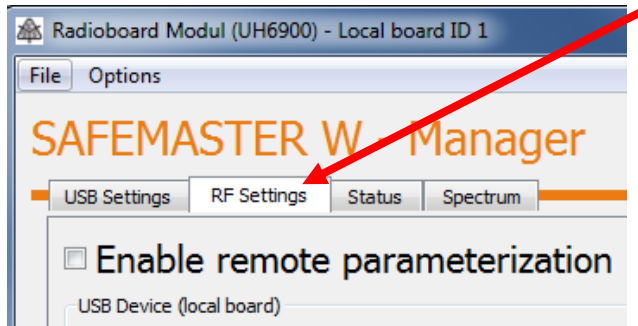 Radioboard Modul (UH6900) - Local board ID 1
File Options
SAFEMASTER W - Manager
USB Settings RF Settings Status Spectrum
Enable remote parameterization
USB Device (local board)